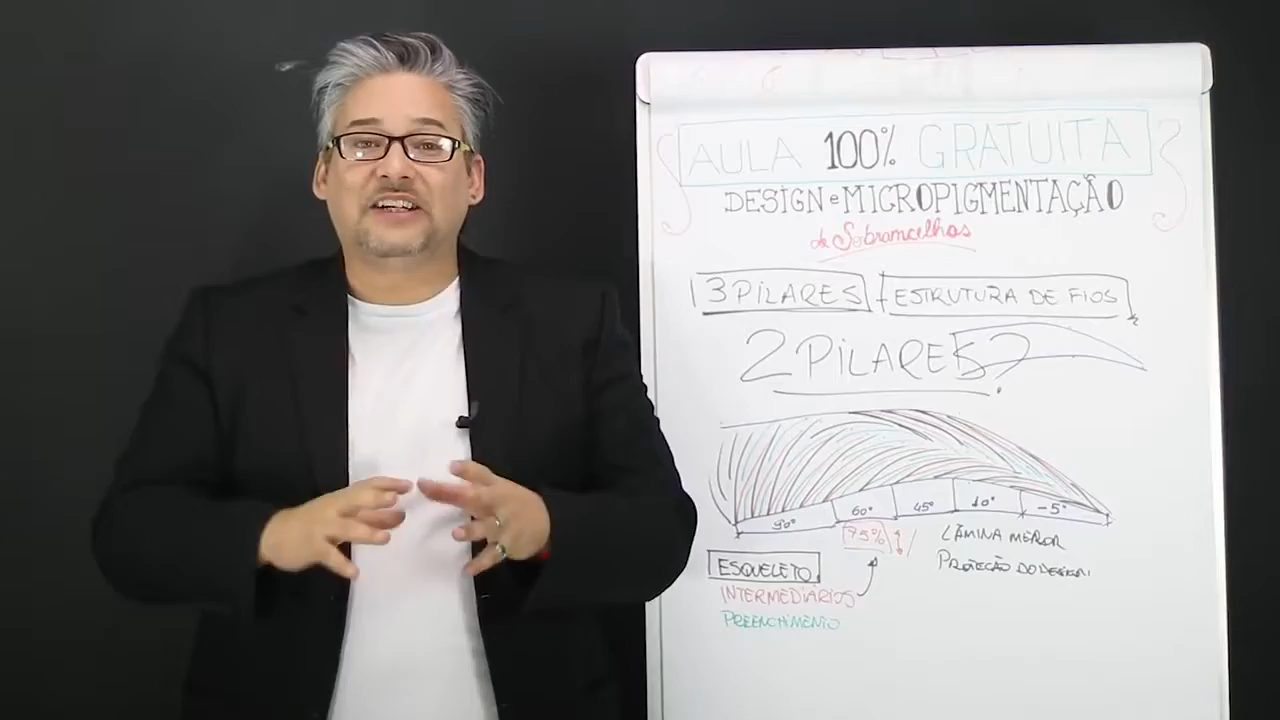 AULA 100% GRATUITA
DESIGN e MICROPIGMENTAÇÃO
de Sobrancelhas
3 PILARES + ESTRUTURA DE FIOS
2 PILARES?
90° 60° 45° 10° -5°
75%
LÂMINA MENOR
PROTEÇÃO DO DESIGN
ESQUELETO
INTERMEDIÁRIOS
PREENCHIMENTO